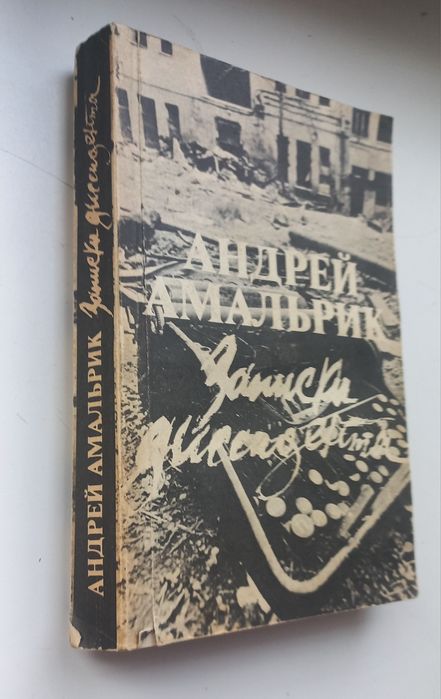 АНДРЕЙ АМАЛЬРИК Записки диссидента
АНДРЕЙ
АМАЛЬРИК
Записки
диссидента